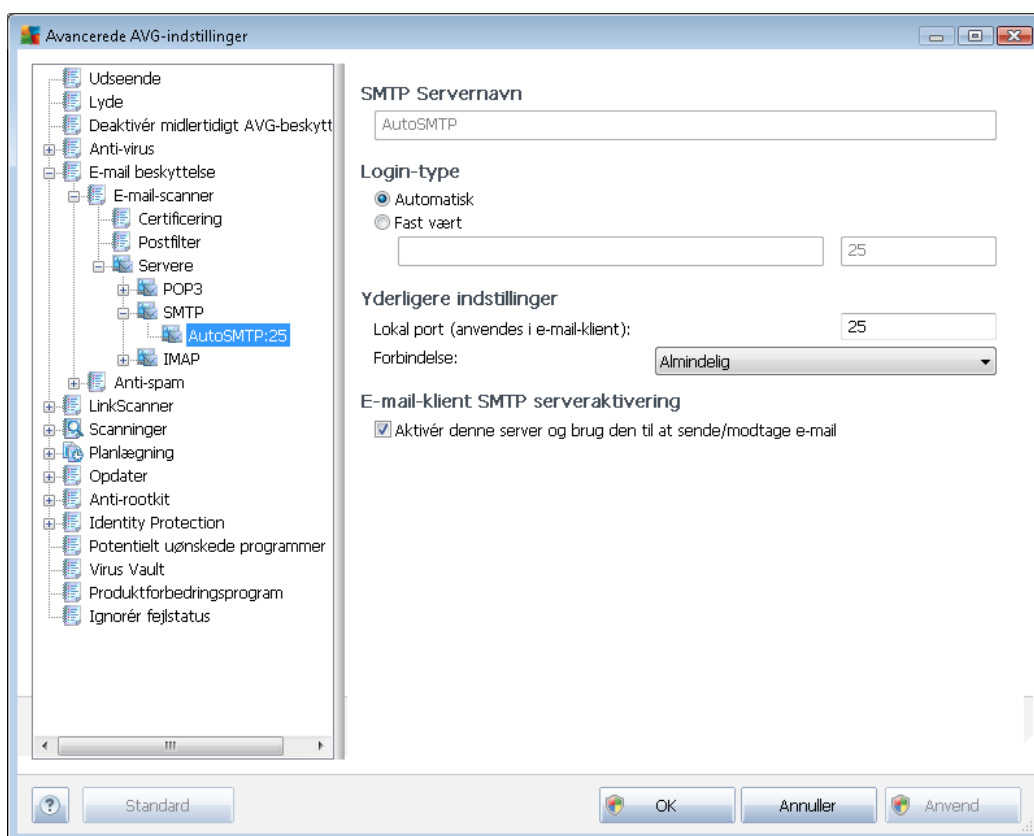 Avancerede AVG-indstillinger
Udseende
Lyde
Deaktivér midlertidigt AVG-beskytt
Anti-virus
E-mail beskyttelse
E-mail-scanner
Certificering
Postfilter
Servere
POP3
SMTP
AutoSMTP:25
IMAP
Anti-spam
LinkScanner
Scanninger
Planlægning
Opdater
Anti-rootkit
Identity Protection
Potentielt uønskede programmer
Virus Vault
Produktforbedringsprogram
Ignorér fejlstatus
SMTP Servernavn
AutoSMTP
Login-type
Automatisk
Fast vært
25
Yderligere indstillinger
Lokal port (anvendes i e-mail-klient): 25
Forbindelse: Almindelig
E-mail-klient SMTP serveraktivering
Aktivér denne server og brug den til at sende/modtage e-mail
? Standard OK Annuller Anvend